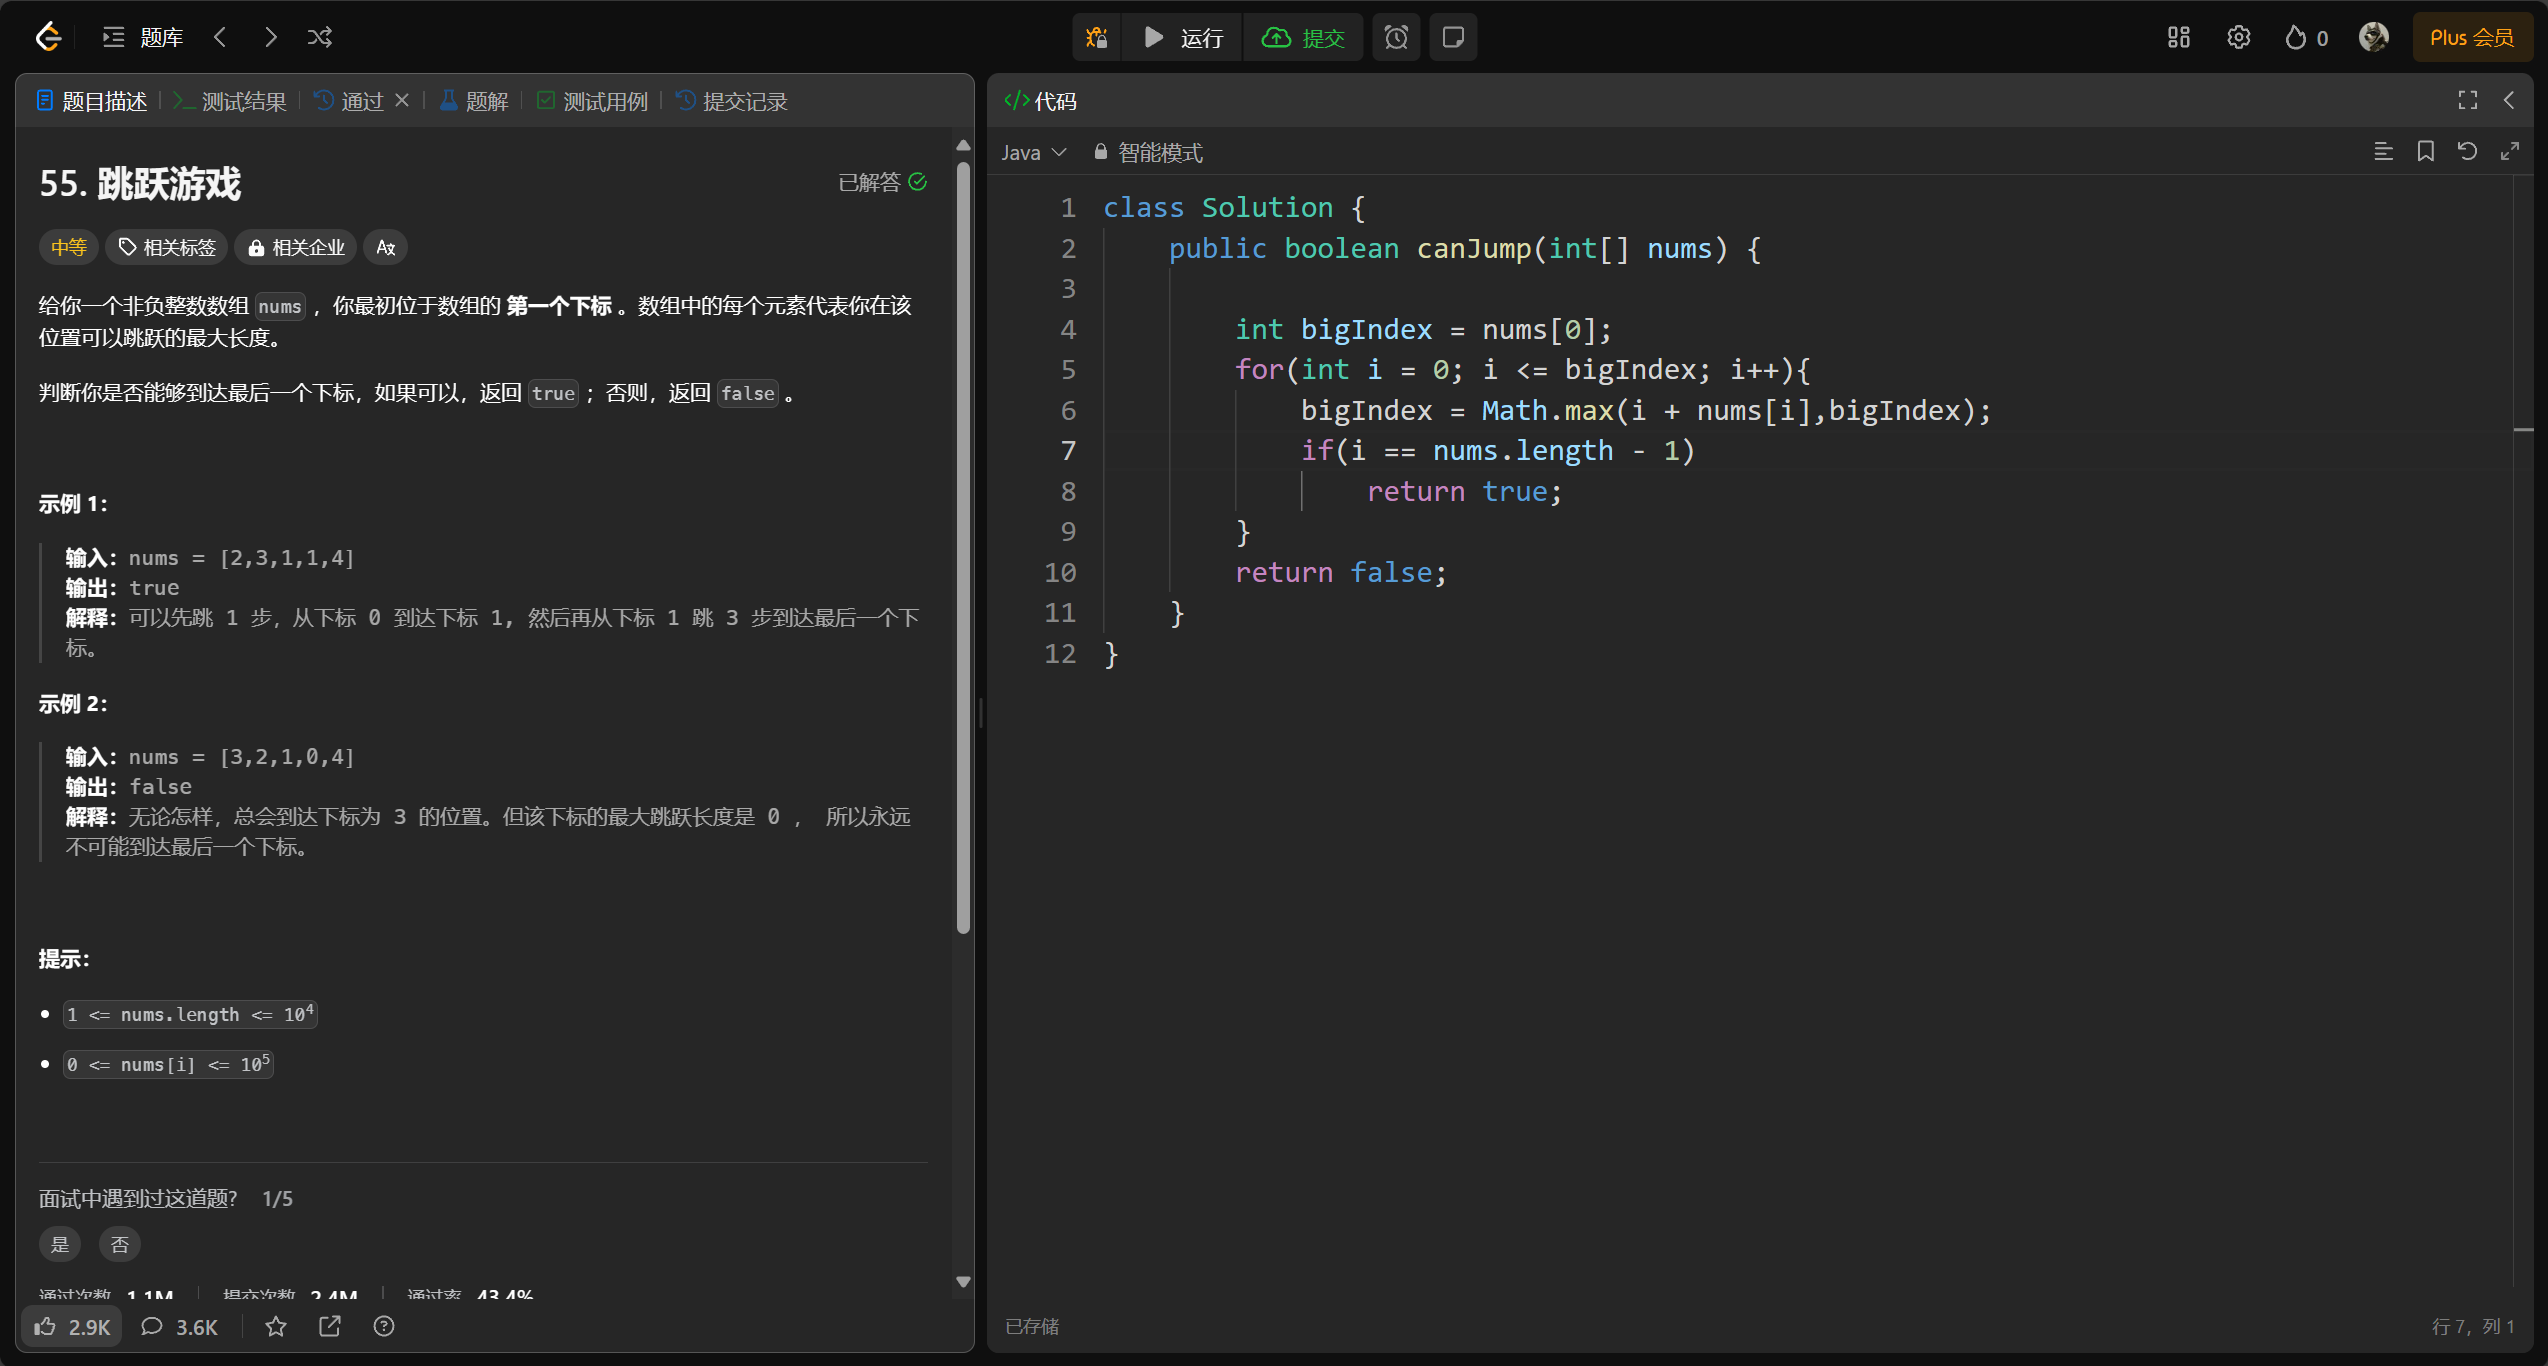 题库
运行
提交
0
Plus 会员
题目描述
测试结果
通过
题解
测试用例
提交记录
55. 跳跃游戏
已解答
中等
相关标签
相关企业
给你一个非负整数数组 nums ，你最初位于数组的 第一个下标 。数组中的每个元素代表你在该
位置可以跳跃的最大长度。
判断你是否能够到达最后一个下标，如果可以，返回 true ；否则，返回 false 。
示例 1：
输入：nums = [2,3,1,1,4]
输出：true
解释：可以先跳 1 步，从下标 0 到达下标 1, 然后再从下标 1 跳 3 步到达最后一个下
标。
示例 2：
输入：nums = [3,2,1,0,4]
输出：false
解释：无论怎样，总会到达下标为 3 的位置。但该下标的最大跳跃长度是 0 ， 所以永远
不可能到达最后一个下标。
提示：
1 <= nums.length <= 10⁴
0 <= nums[i] <= 10⁵
面试中遇到过这道题?
1/5
是
否
通过次数 1.1M
提交次数 2.4M
通过率 43.4%
2.9K
3.6K
</> 代码
Java
智能模式
1 class Solution {
2     public boolean canJump(int[] nums) {
3
4         int bigIndex = nums[0];
5         for(int i = 0; i <= bigIndex; i++){
6             bigIndex = Math.max(i + nums[i],bigIndex);
7             if(i == nums.length - 1)
8                 return true;
9         }
10         return false;
11     }
12 }
已存储
行 7，列 1